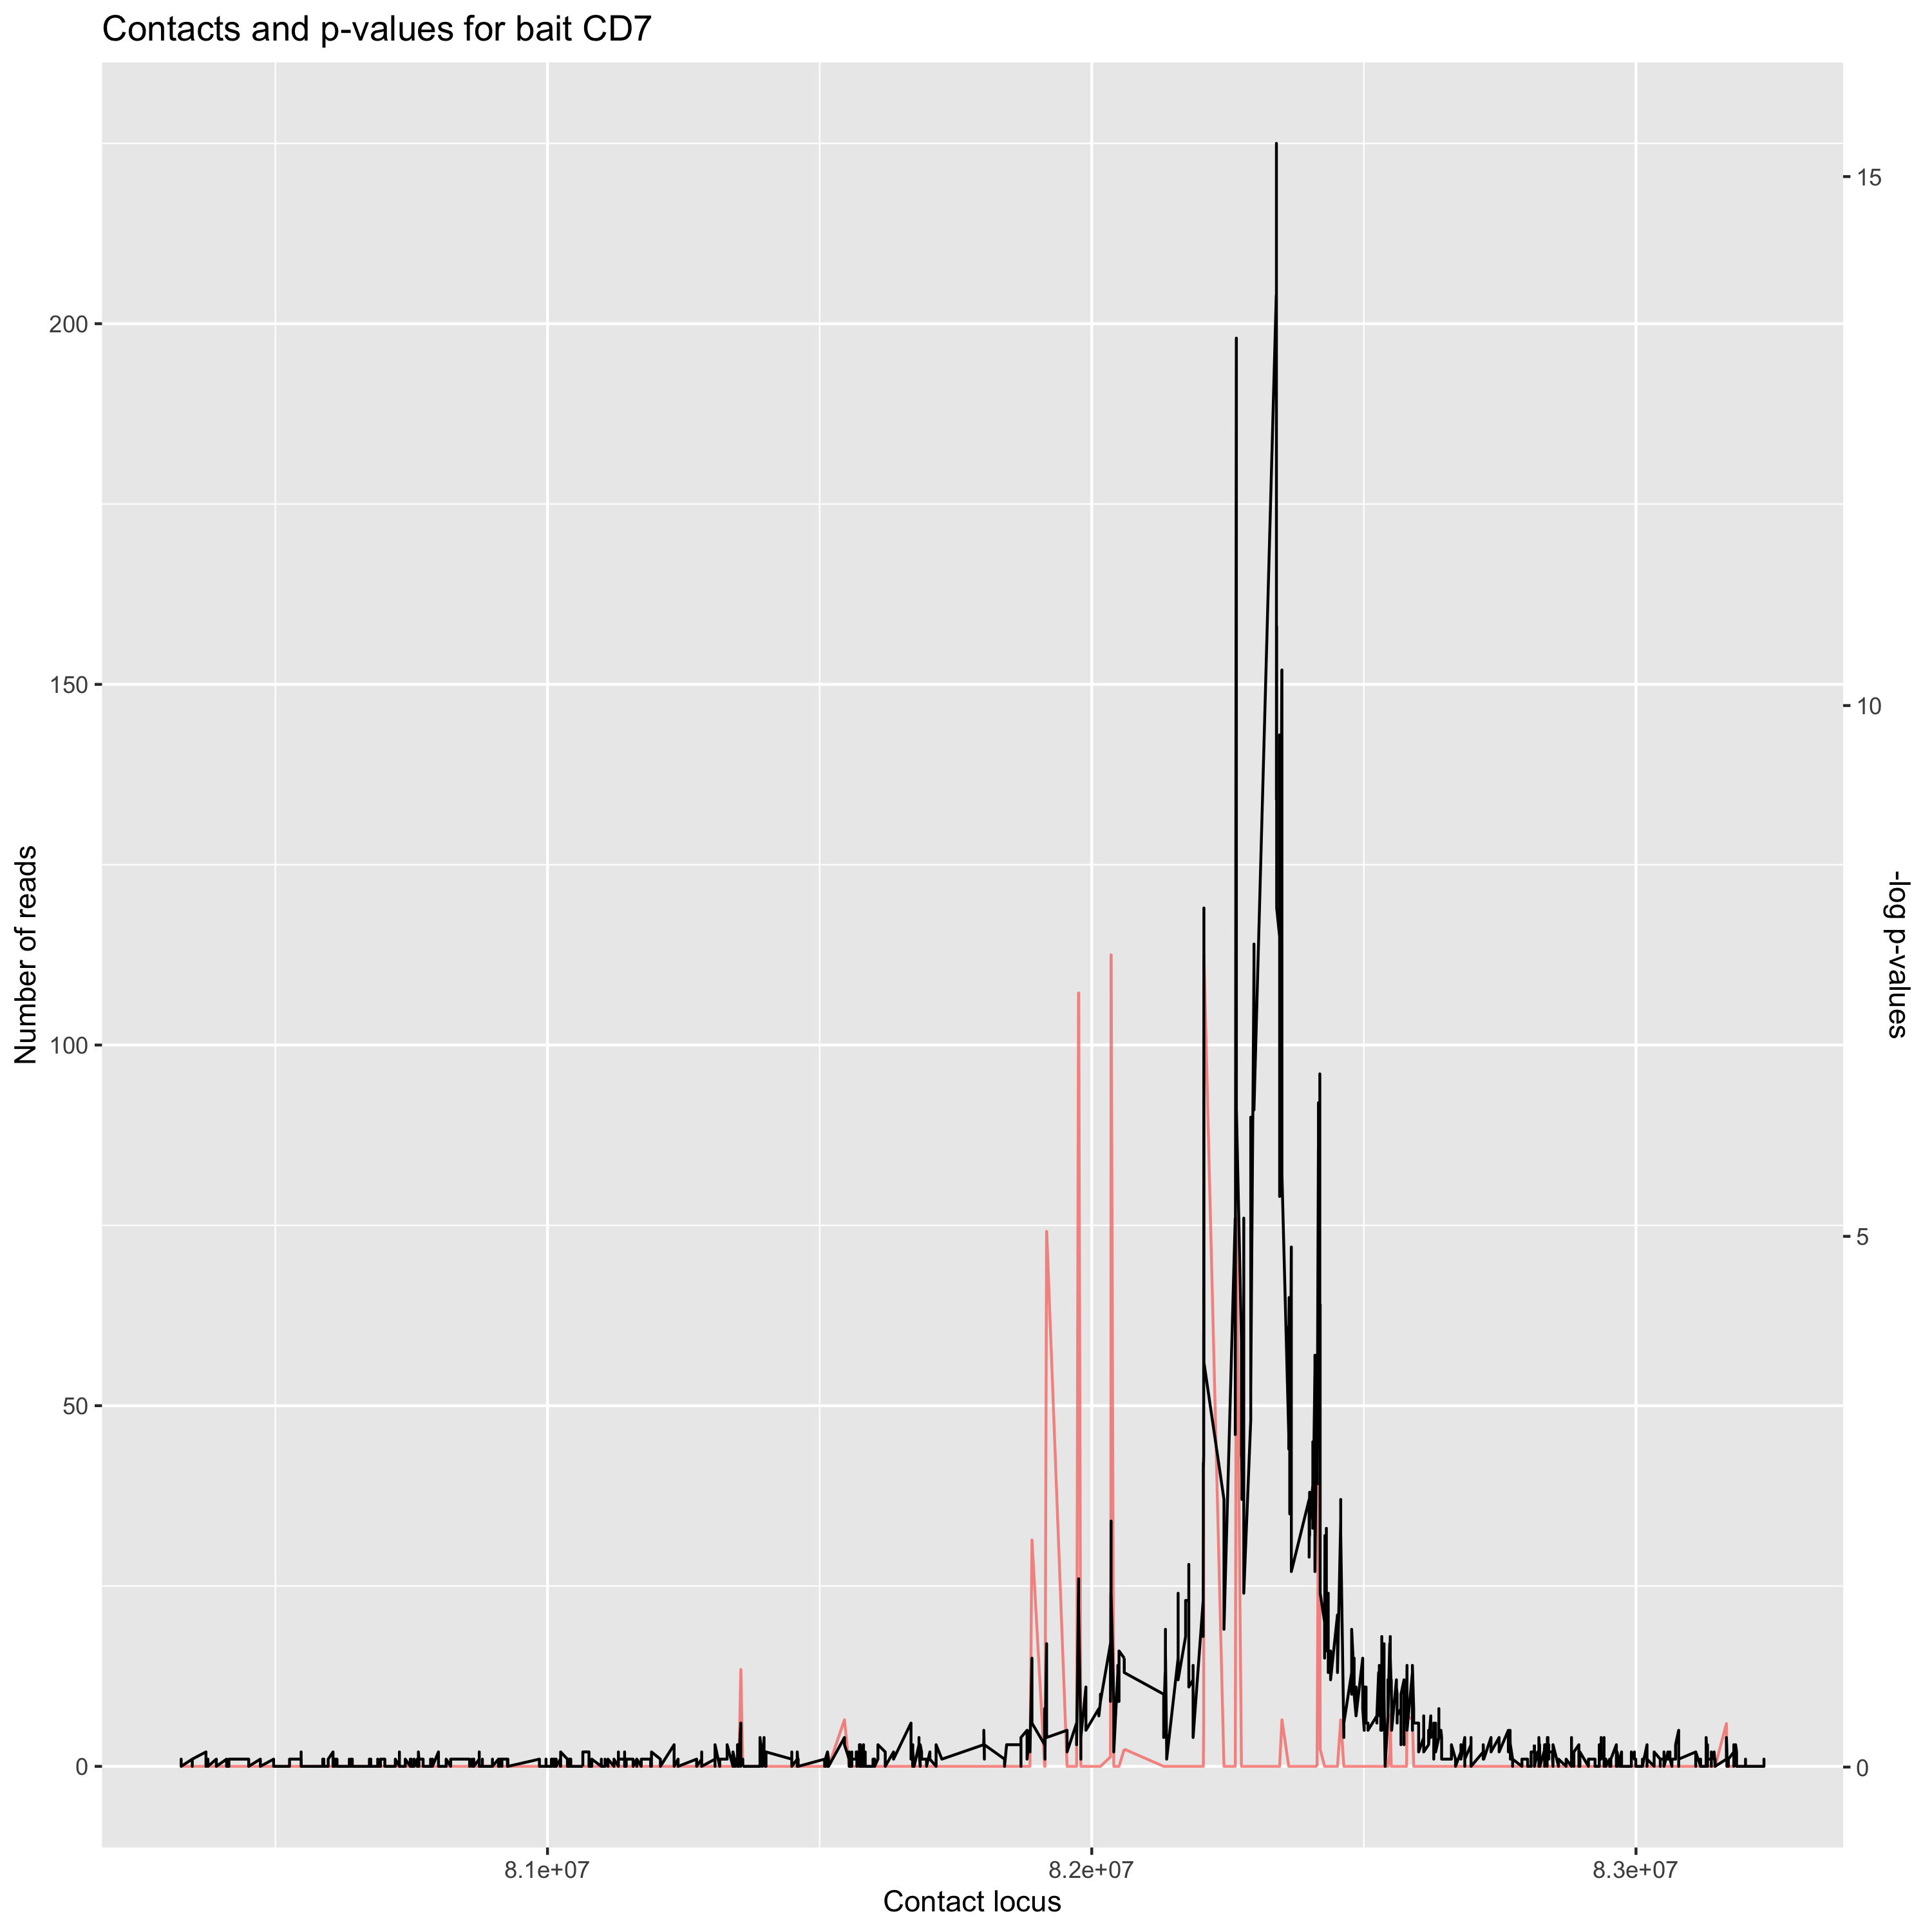 Contacts and p-values for bait CD7
Number of reads
200
150
100
50
0
15
10
5
0
-log p-values
8.1e+07
8.2e+07
8.3e+07
Contact locus